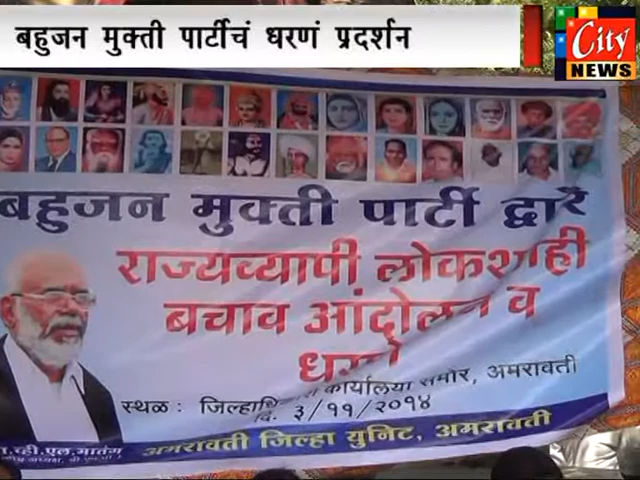 बहुजन मुक्ती पार्टीचं धरणं प्रदर्शन
City
NEWS
बहुजन मुक्ती पार्टी द्वारे
राज्यव्यापी लोकशाही
बचाव आंदोलन व
स्थळ : कार्यालया समोर, अमरावती
दि. ३/११/२०१४
अमरावती जिल्हा युनिट, अमरावती